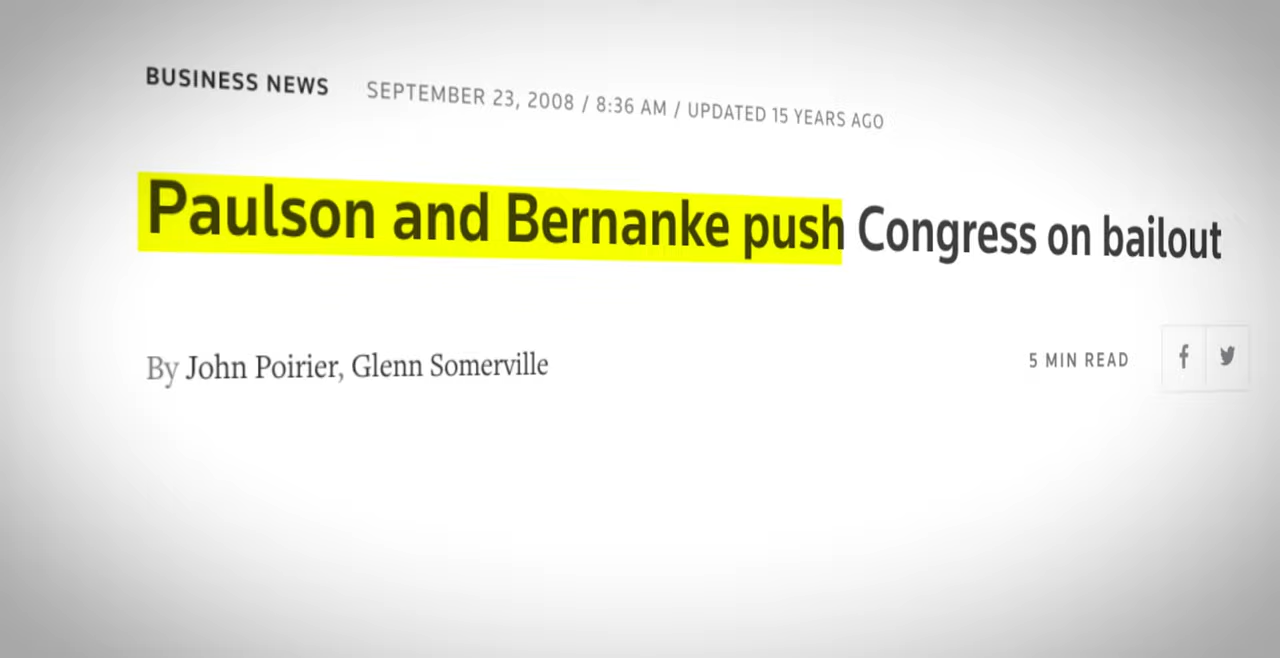 BUSINESS NEWS SEPTEMBER 23, 2008 / 8:36 AM / UPDATED 15 YEARS AGO
Paulson and Bernanke push Congress on bailout
By John Poirier, Glenn Somerville 5 MIN READ